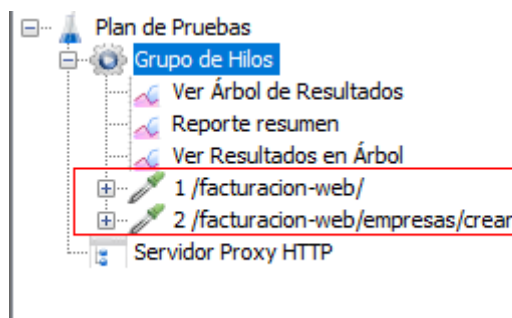 Plan de Pruebas
Grupo de Hilos
Ver Árbol de Resultados
Reporte resumen
Ver Resultados en Árbol
1 /facturacion-web/
2 /facturacion-web/empresas/crear
Servidor Proxy HTTP